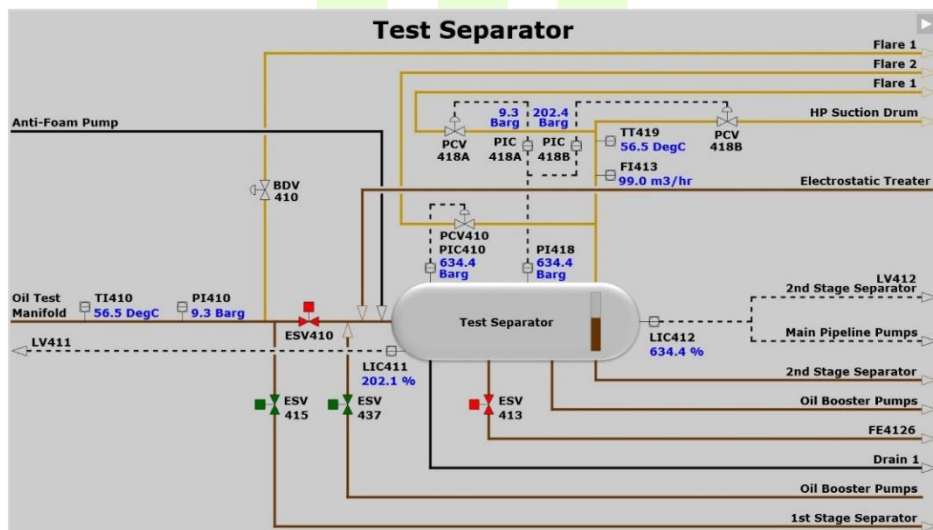 Test Separator
Flare 1
Flare 2
Flare 1
HP Suction Drum
Anti-Foam Pump
9.3
Barg
202.4
Barg
PCV
418A
PIC
418A
PIC
418B
PCV
418B
TT419
56.5 DegC
FI413
99.0 m3/hr
Electrostatic Treater
BDV
410
PCV410
PIC410
634.4
Barg
PI418
634.4
Barg
Oil Test
Manifold
TI410
56.5 DegC
PI410
9.3 Barg
ESV410
Test Separator
LV412
2nd Stage Separator
LIC412
634.4 %
Main Pipeline Pumps
LV411
LIC411
202.1 %
2nd Stage Separator
ESV
415
ESV
437
ESV
413
Oil Booster Pumps
FE4126
Drain 1
Oil Booster Pumps
1st Stage Separator